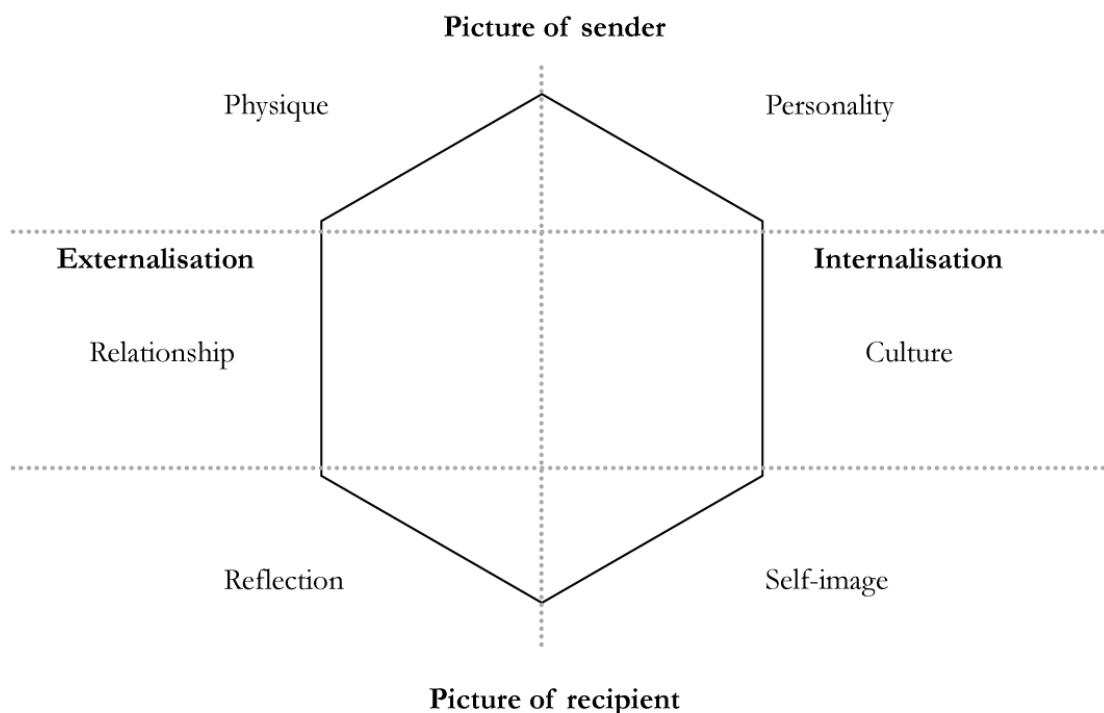 Picture of sender
Physique Personality
Externalisation Internalisation
Relationship Culture
Reflection Self-image
Picture of recipient